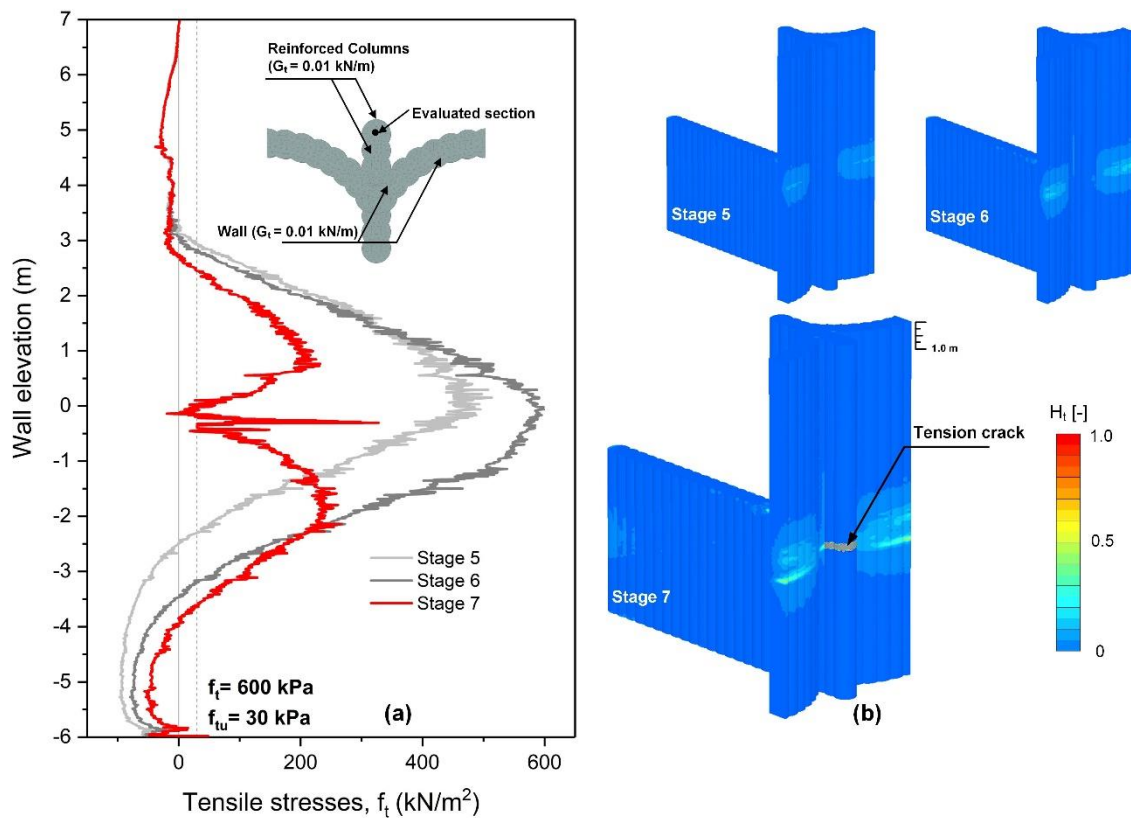 7
6
5
4
3
2
1
0
-1
-2
-3
-4
-5
-6
Wall elevation (m)
Reinforced Columns
(Gt = 0.01 kN/m)
Evaluated section
Wall (Gt = 0.01 kN/m)
Stage 5
Stage 6
Stage 7
ft= 600 kPa
ftu= 30 kPa
(a)
0 200 400 600
Tensile stresses, ft (kN/m²)
Stage 5
Stage 6
1.0 m
Tension crack
Stage 7
Ht [-]
1.0
0.5
0
(b)